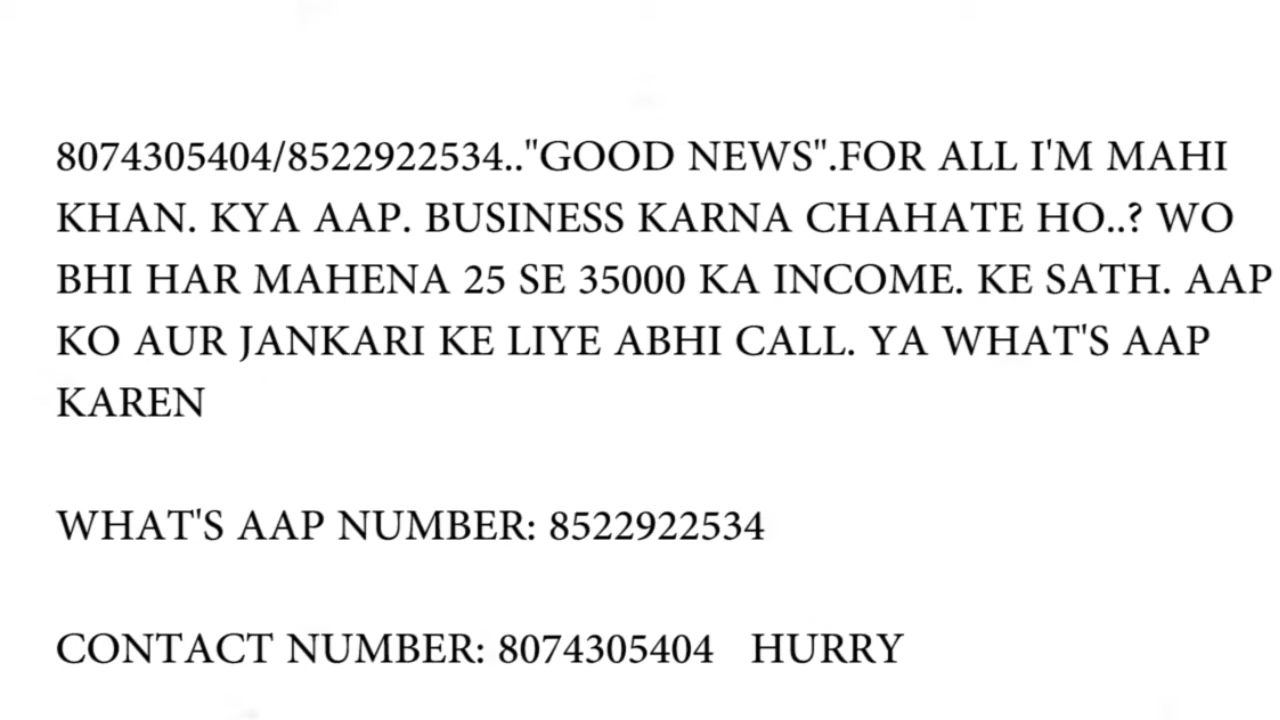 8074305404/8522922534.."GOOD NEWS".FOR ALL I'M MAHI
KHAN. KYA AAP. BUSINESS KARNA CHAHATE HO..? WO
BHI HAR MAHENA 25 SE 35000 KA INCOME. KE SATH. AAP
KO AUR JANKARI KE LIYE ABHI CALL. YA WHAT'S AAP
KAREN
WHAT'S AAP NUMBER: 8522922534
CONTACT NUMBER: 8074305404 HURRY